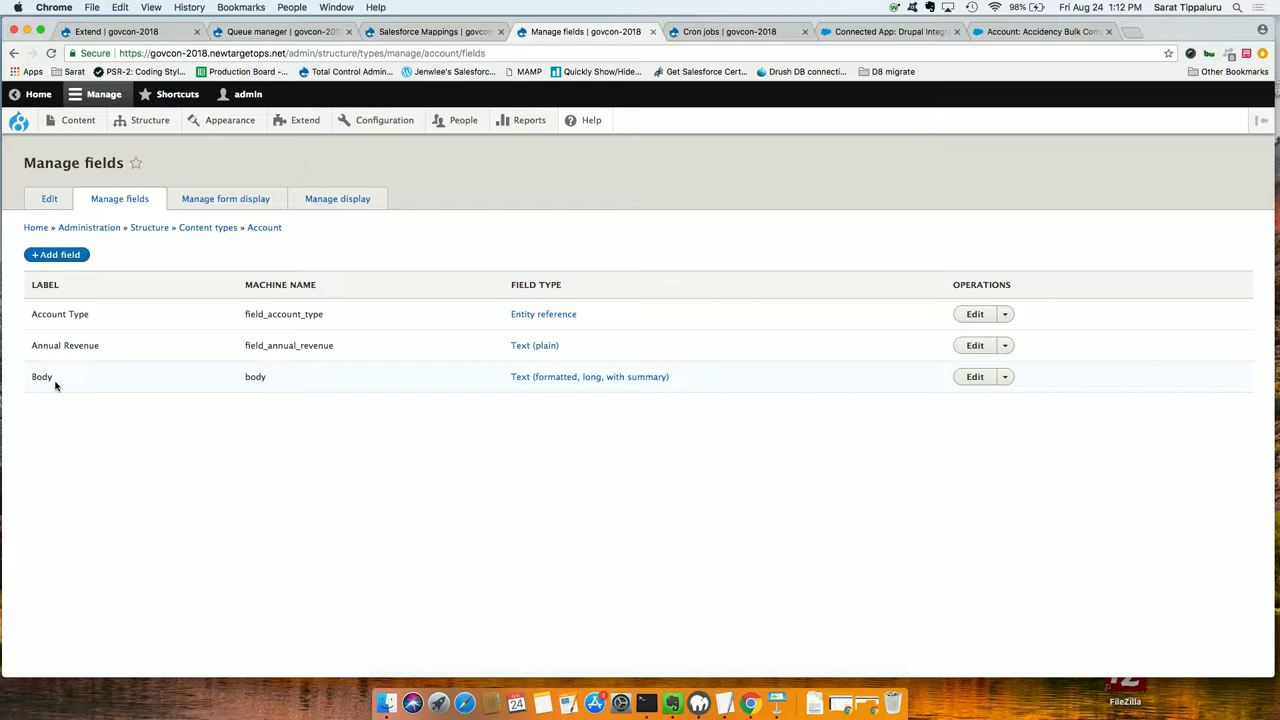 Chrome File Edit View History Bookmarks People Window Help 98% Fri Aug 24 1:12 PM Sarat Tippaluru
Extend | govcon-2018 Queue manager | govcon-201 Salesforce Mappings | govcon Manage fields | govcon-2018 Cron jobs | govcon-2018 Connected App: Drupal Integra Account: Accidency Bulk Com
Secure https://govcon-2018.newtargetops.net/admin/structure/types/manage/account/fields
Apps Sarat PSR-2: Coding Styl... Production Board -... Total Control Admin... Jenwlee's Salesforce... MAMP Quickly Show/Hide... Get Salesforce Cert... Drush DB connecti... D8 migrate Other Bookmarks
Home Manage Shortcuts admin
Content Structure Appearance Extend Configuration People Reports Help
Manage fields
Edit Manage fields Manage form display Manage display
Home » Administration » Structure » Content types » Account
+ Add field
LABEL MACHINE NAME FIELD TYPE OPERATIONS
Account Type field_account_type Entity reference Edit
Annual Revenue field_annual_revenue Text (plain) Edit
Body body Text (formatted, long, with summary) Edit
24
FileZilla